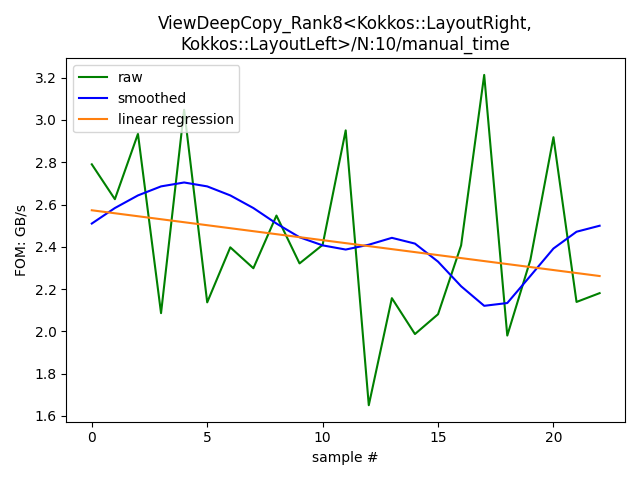 ViewDeepCopy_Rank8<Kokkos::LayoutRight,
Kokkos::LayoutLeft>/N:10/manual_time
raw
smoothed
linear regression
FOM: GB/s
3.2
3.0
2.8
2.6
2.4
2.2
2.0
1.8
1.6
0
5
10
15
20
sample #